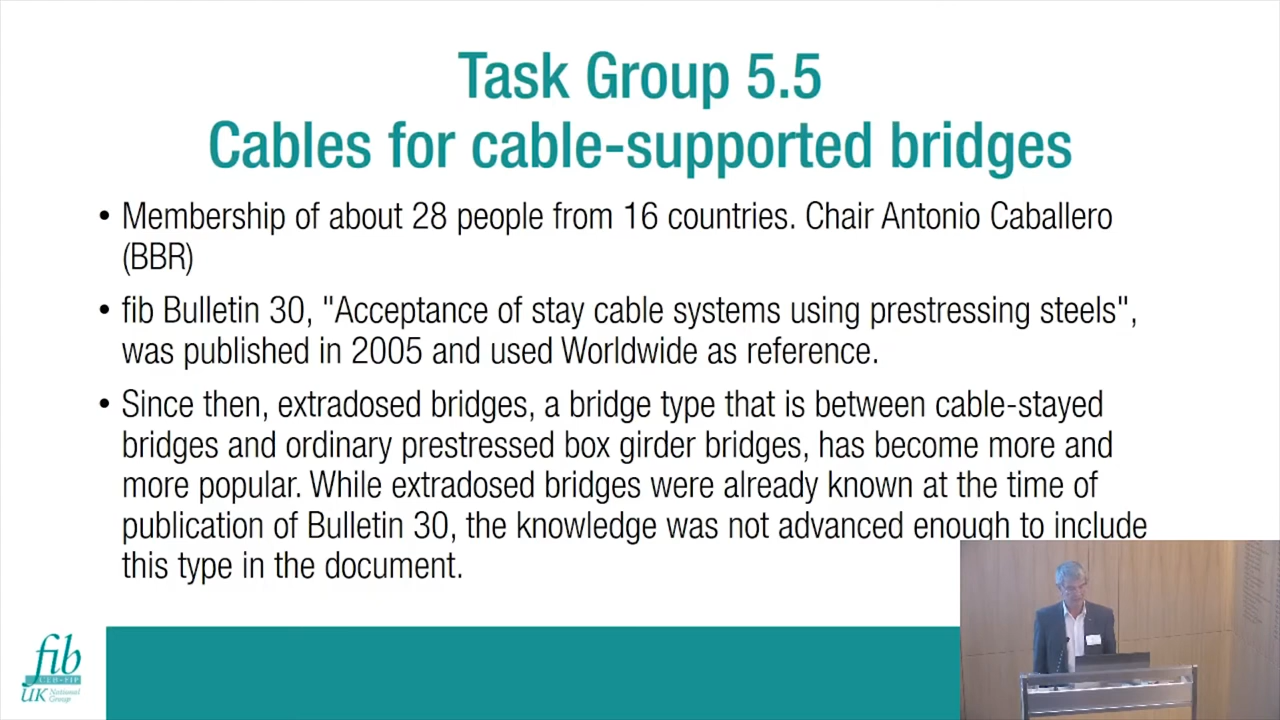 Task Group 5.5
Cables for cable-supported bridges
• Membership of about 28 people from 16 countries. Chair Antonio Caballero
(BBR)
• fib Bulletin 30, "Acceptance of stay cable systems using prestressing steels",
was published in 2005 and used Worldwide as reference.
• Since then, extradosed bridges, a bridge type that is between cable-stayed
bridges and ordinary prestressed box girder bridges, has become more and
more popular. While extradosed bridges were already known at the time of
publication of Bulletin 30, the knowledge was not advanced enough to include
this type in the document.
fib
CEB-FIP
UK National
Group